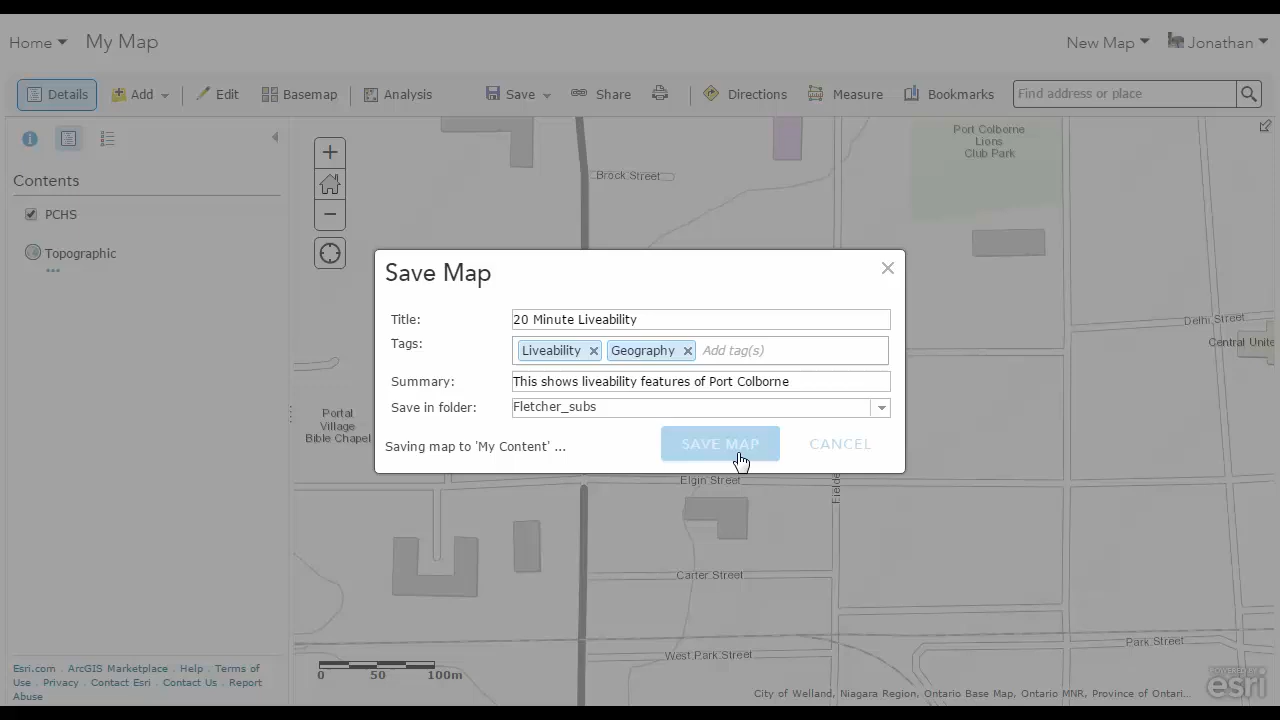 Home
My Map
New Map
Jonathan
Details
Add
Edit
Basemap
Analysis
Save
Share
Directions
Measure
Bookmarks
Find address or place
Contents
PCHS
Topographic
Esri.com . ArcGIS Marketplace . Help . Terms of
Use . Privacy . Contact Esri . Contact Us . Report
Abuse
Brock Street
Port Colborne
Lions
Club Park
Delhi Street
Central Unite
Portal
Village
Bible Chapel
Save Map
Title:
20 Minute Liveability
Tags:
Liveability
Geography
Add tag(s)
Summary:
This shows liveability features of Port Colborne
Save in folder:
Fletcher_subs
Saving map to 'My Content' ...
SAVE MAP
CANCEL
Elgin Street
Fielde
Carter Street
West Park Street
Park Street
0 50 100m
City of Welland, Niagara Region, Ontario Base Map, Ontario MNR, Province of Ontari...
POWERED BY
esri